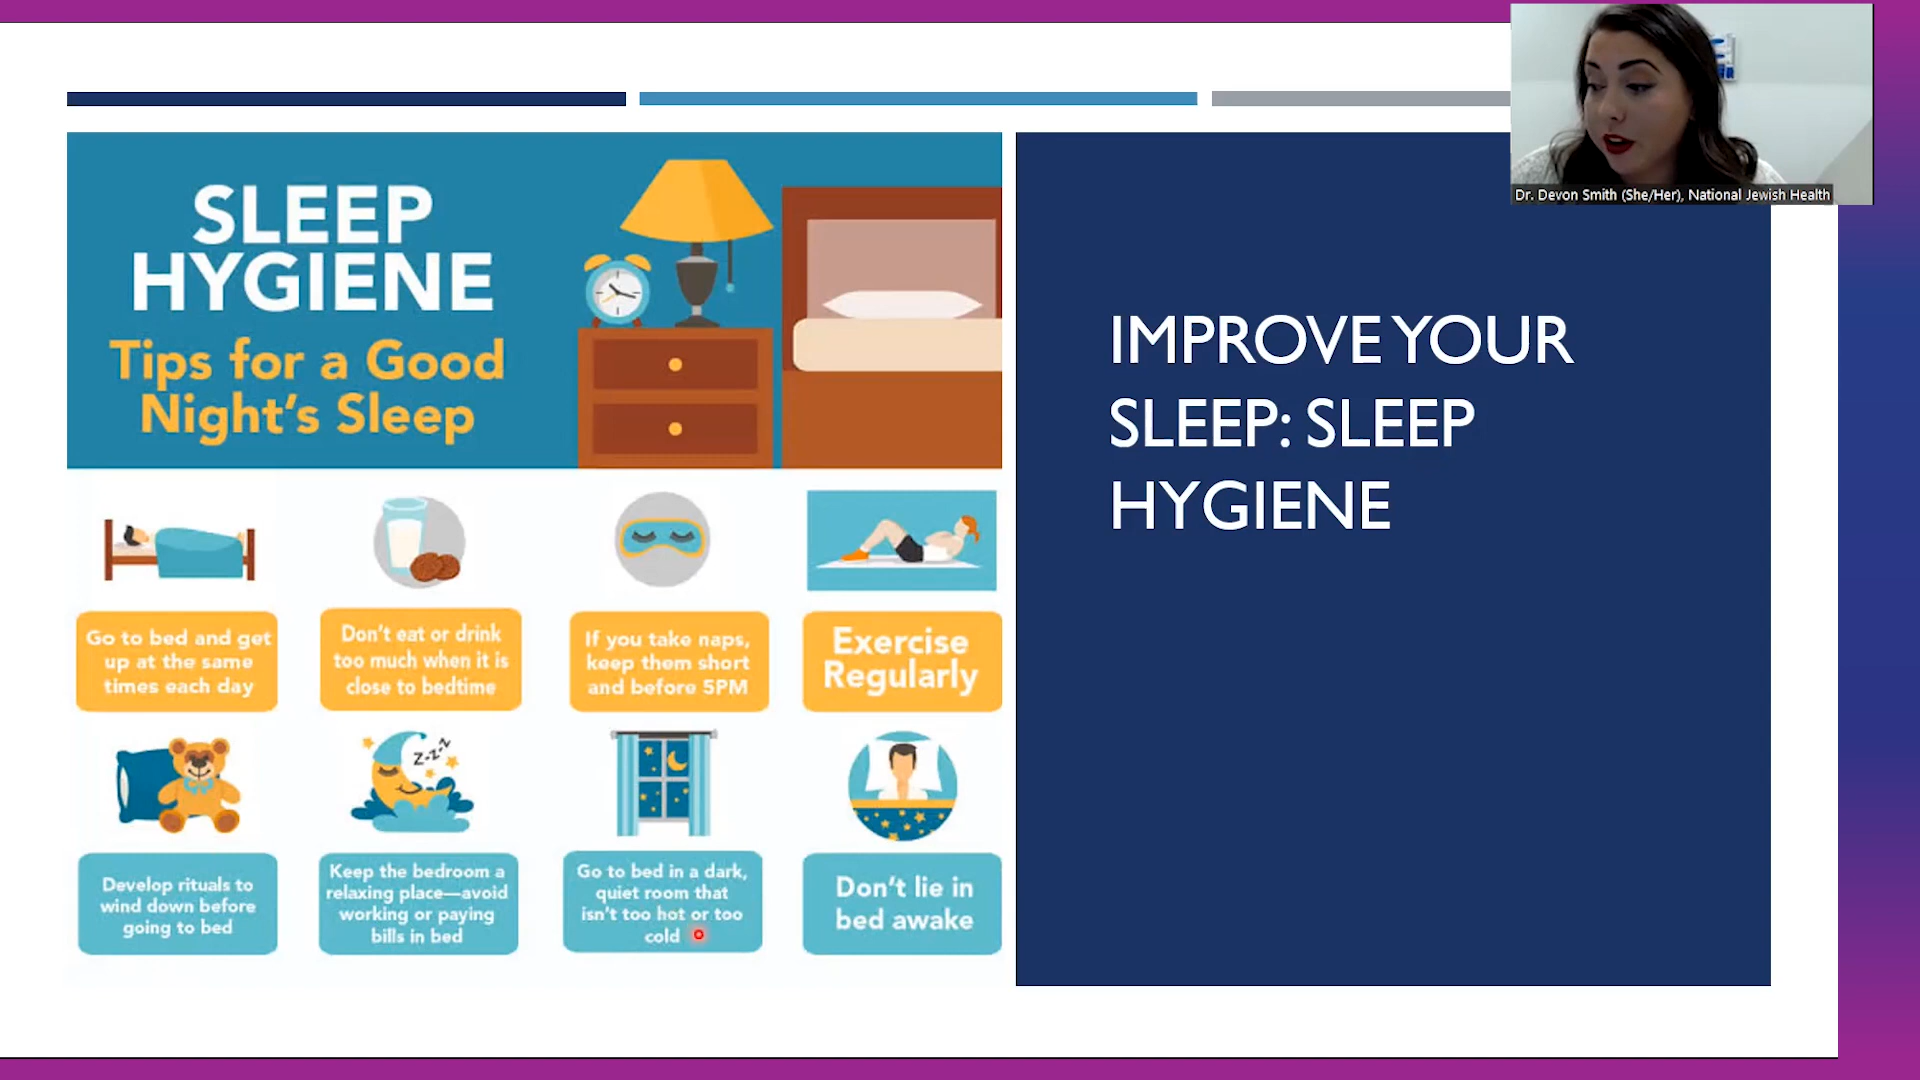 Dr. Devon Smith (She/Her), National Jewish Health
SLEEP
HYGIENE
Tips for a Good
Night's Sleep
Go to bed and get
up at the same
times each day
Don't eat or drink
too much when it is
close to bedtime
If you take naps,
keep them short
and before 5PM
Exercise
Regularly
z-z-z
Develop rituals to
wind down before
going to bed
Keep the bedroom a
relaxing place—avoid
working or paying
bills in bed
Go to bed in a dark,
quiet room that
isn't too hot or too
cold
Don't lie in
bed awake
IMPROVE YOUR
SLEEP: SLEEP
HYGIENE